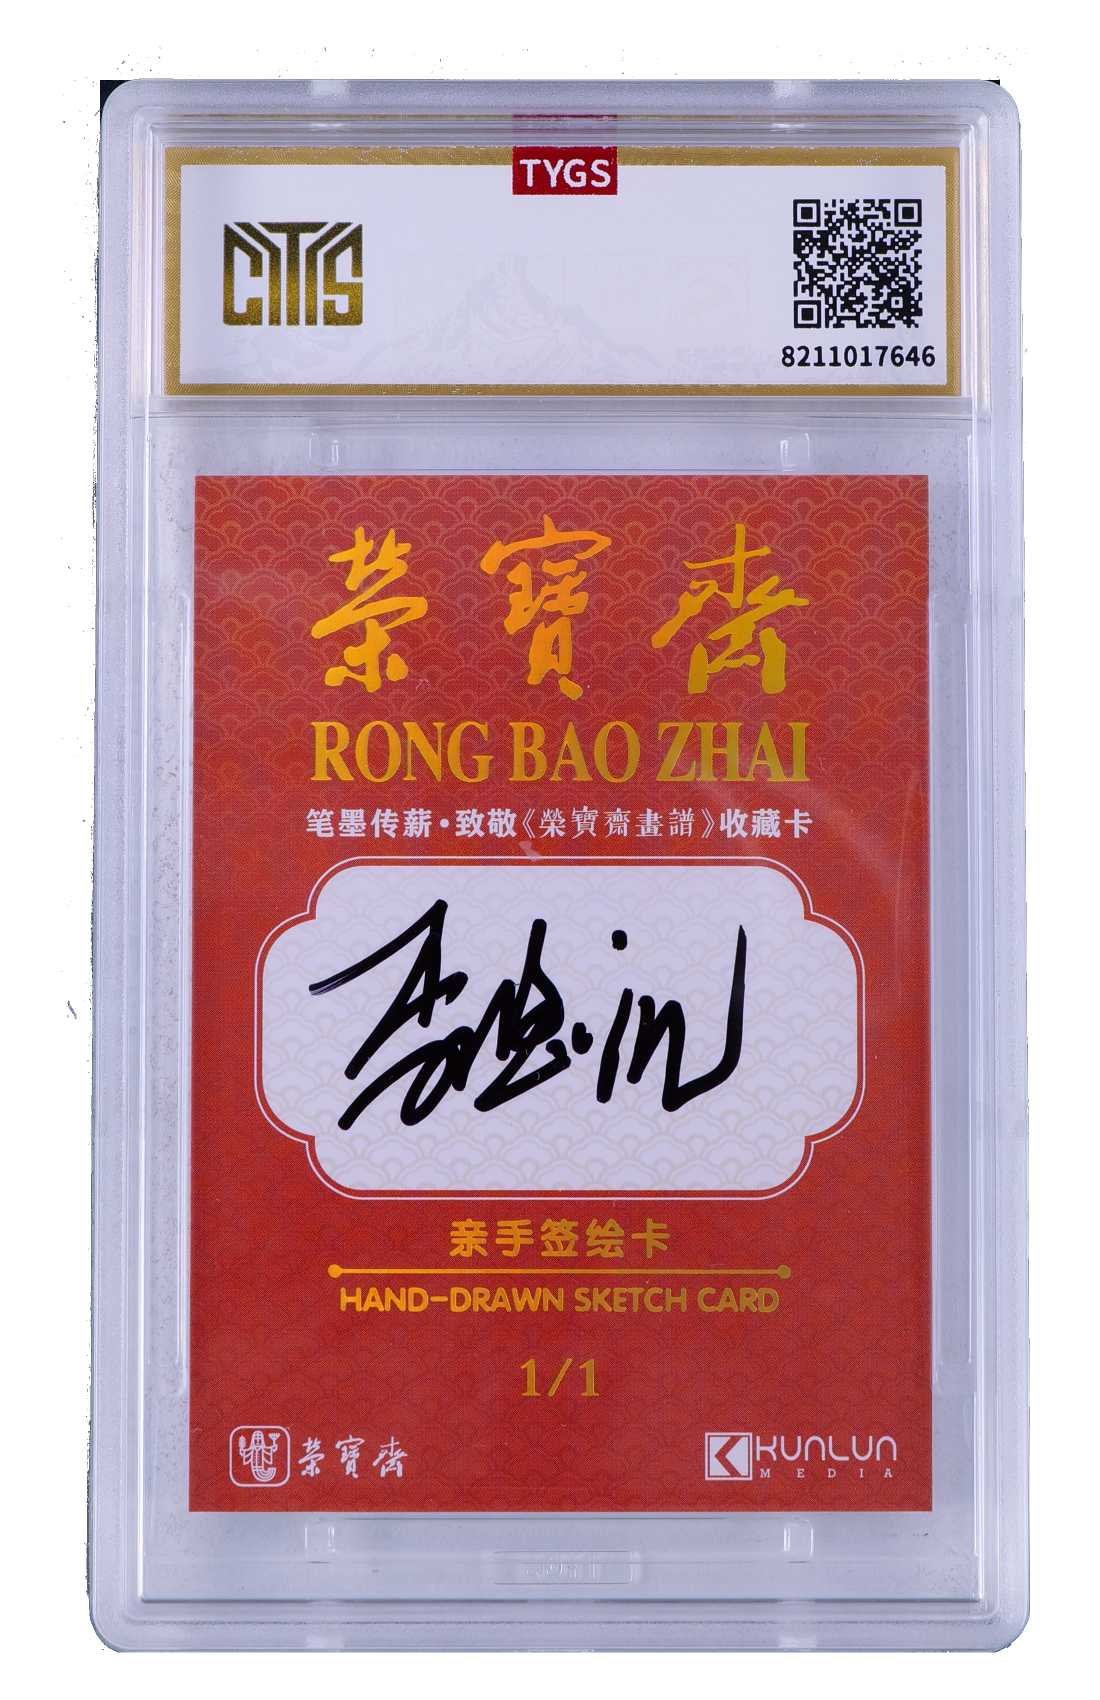 TYGS
CTIS
8211017646
榮寶齋
RONG BAO ZHAI
笔墨传薪·致敬《榮寶齋畫譜》收藏卡
亲手签绘卡
HAND-DRAWN SKETCH CARD
1/1
榮寶齋
KUNLUN
MEDIA